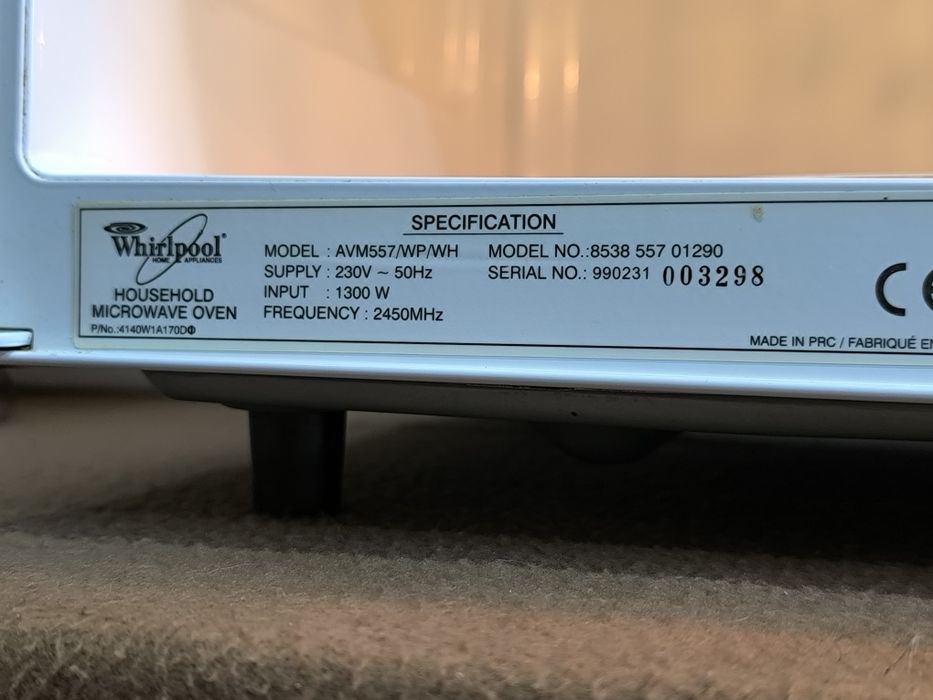 SPECIFICATION
Whirlpool®
HOME APPLIANCES
HOUSEHOLD
MICROWAVE OVEN
P/No.:4140W1A170DΦ
MODEL : AVM557/WP/WH
SUPPLY : 230V ~ 50Hz
INPUT : 1300 W
FREQUENCY : 2450MHz
MODEL NO.:8538 557 01290
SERIAL NO.: 990231 003298
CE
MADE IN PRC / FABRIQUÉ EN